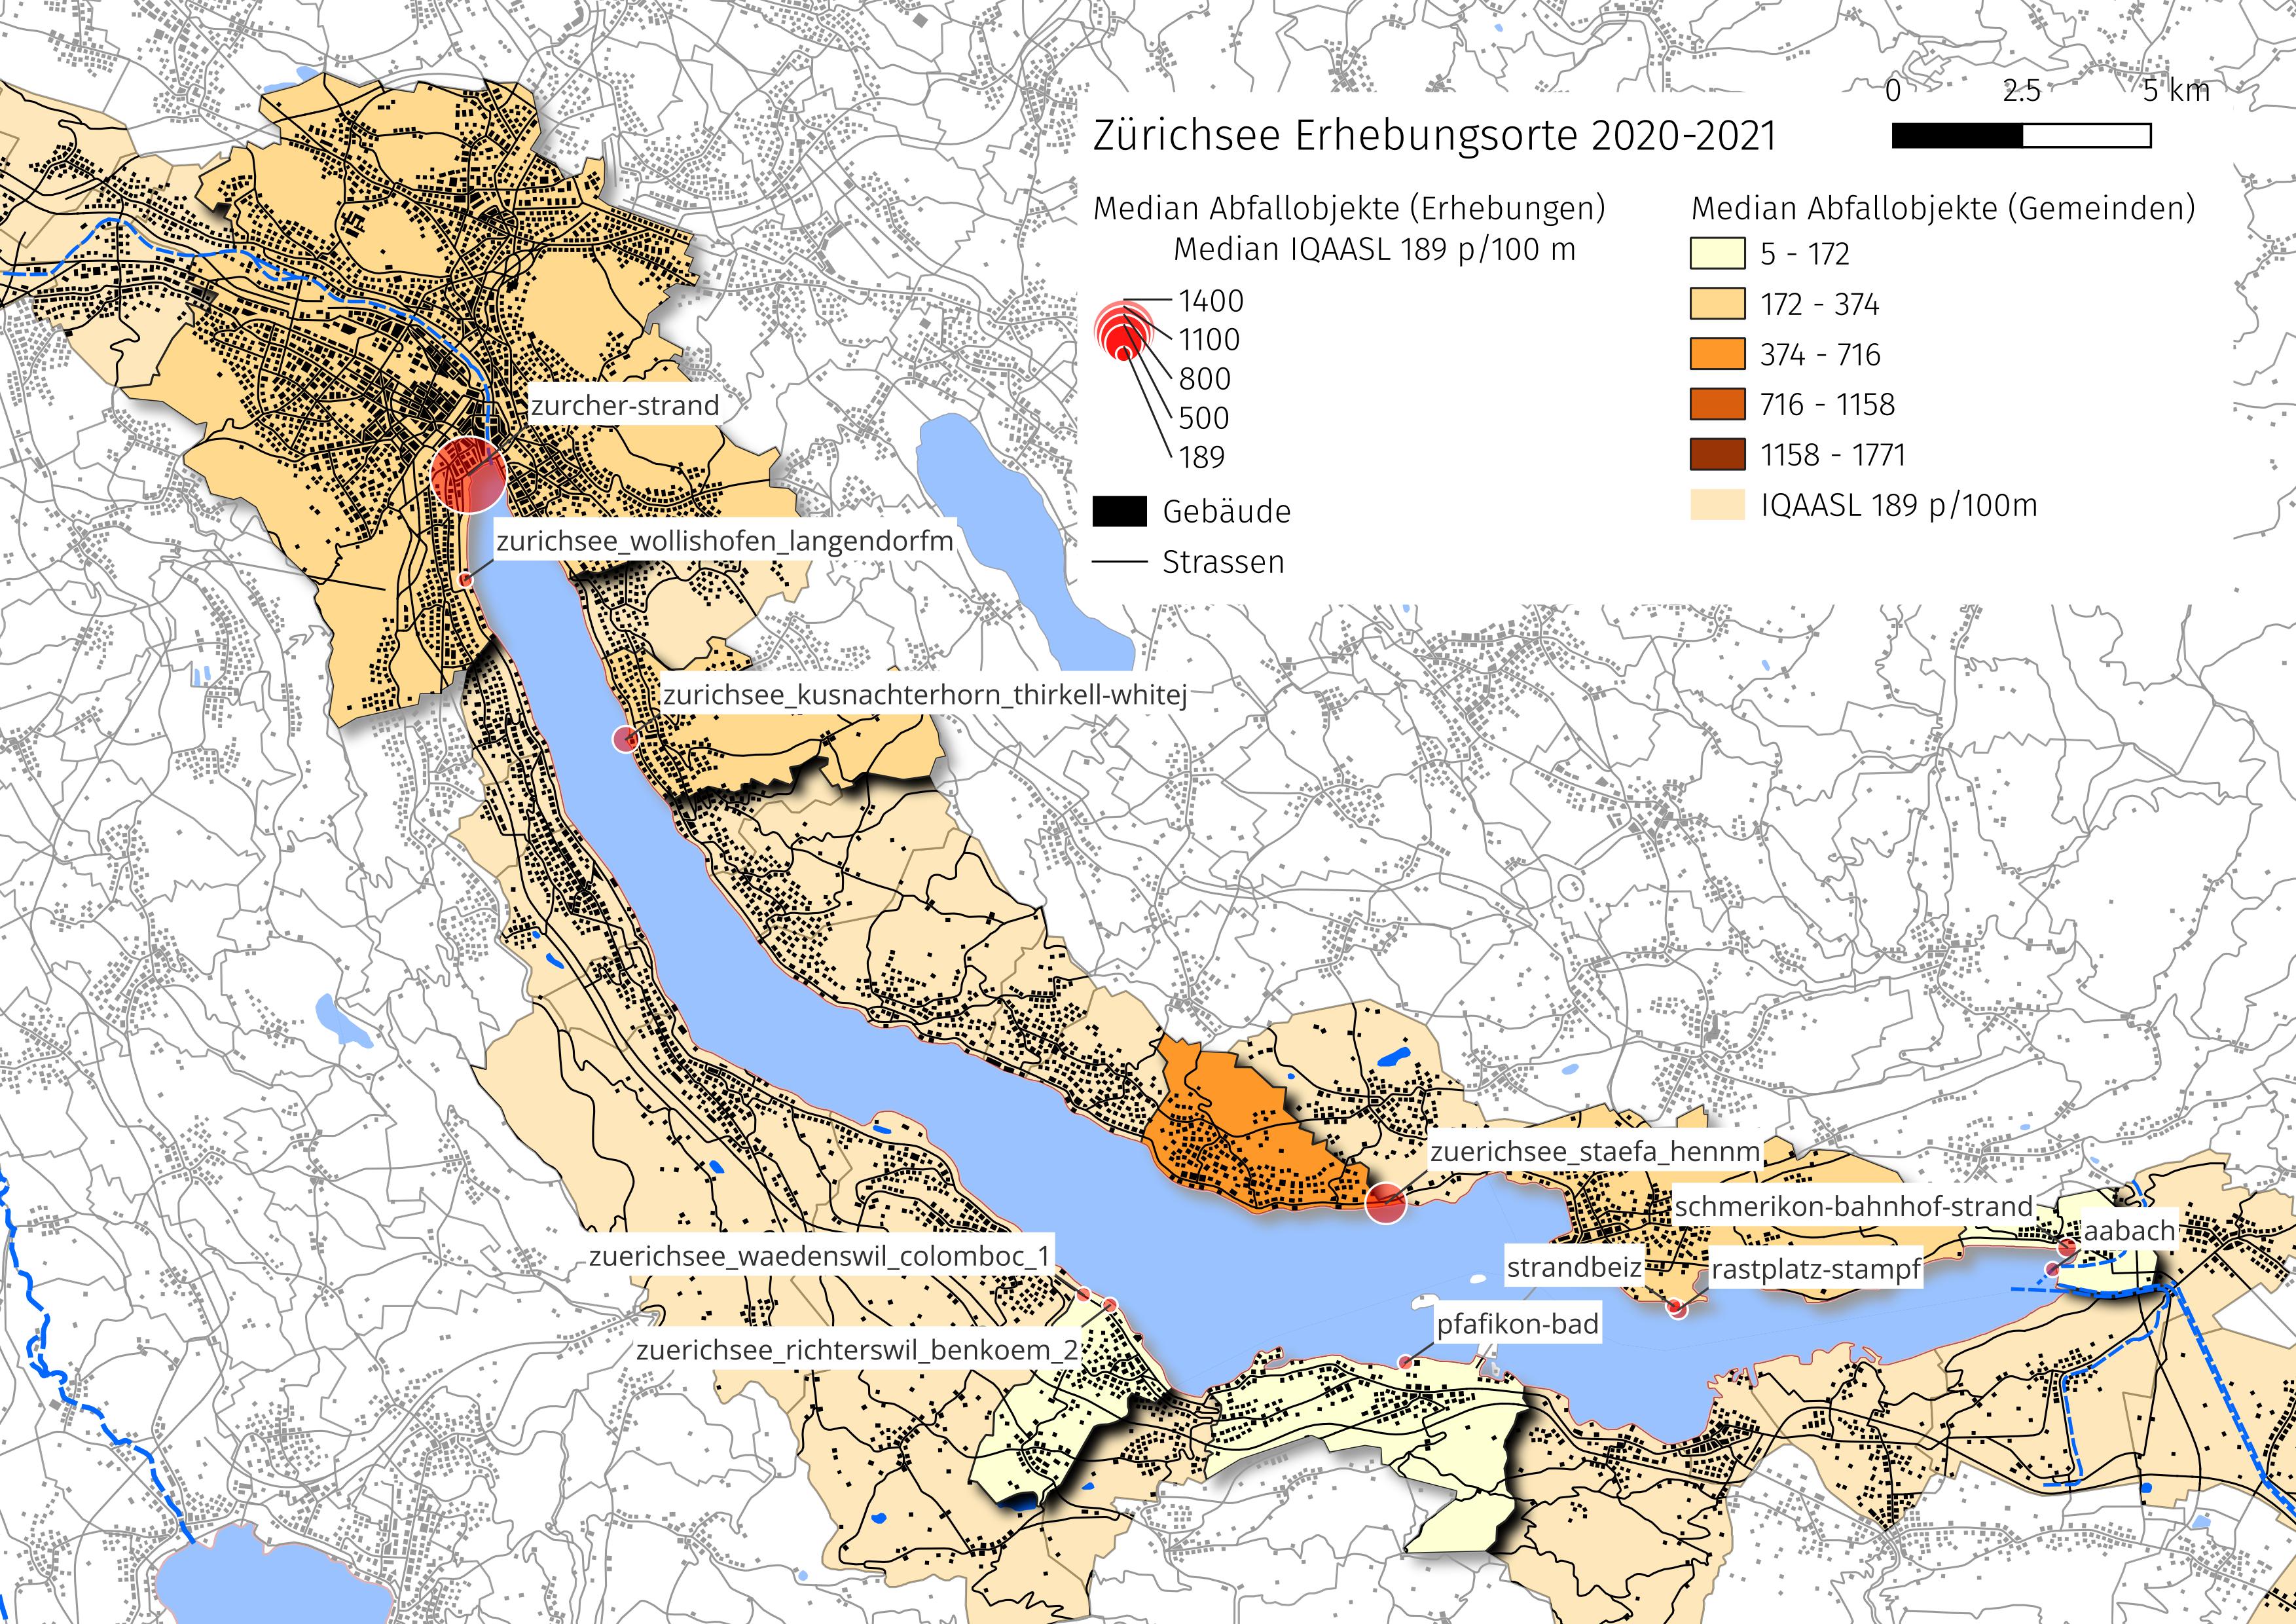 0 2.5 5 km
Zürichsee Erhebungsorte 2020-2021
Median Abfallobjekte (Erhebungen)
Median IQAASL 189 p/100 m
1400
1100
800
500
189
Gebäude
Strassen
Median Abfallobjekte (Gemeinden)
5 - 172
172 - 374
374 - 716
716 - 1158
1158 - 1771
IQAASL 189 p/100m
zurcher-strand
zurichsee_wollishofen_langendorfm
zurichsee_kusnachterhorn_thirkell-whitej
zuerichsee_staefa_hennm
schmerikon-bahnhof-strand
aabach
zuerichsee_waedenswil_colomboc_1
strandbeiz
rastplatz-stampf
pfafikon-bad
zuerichsee_richterswil_benkoem_2